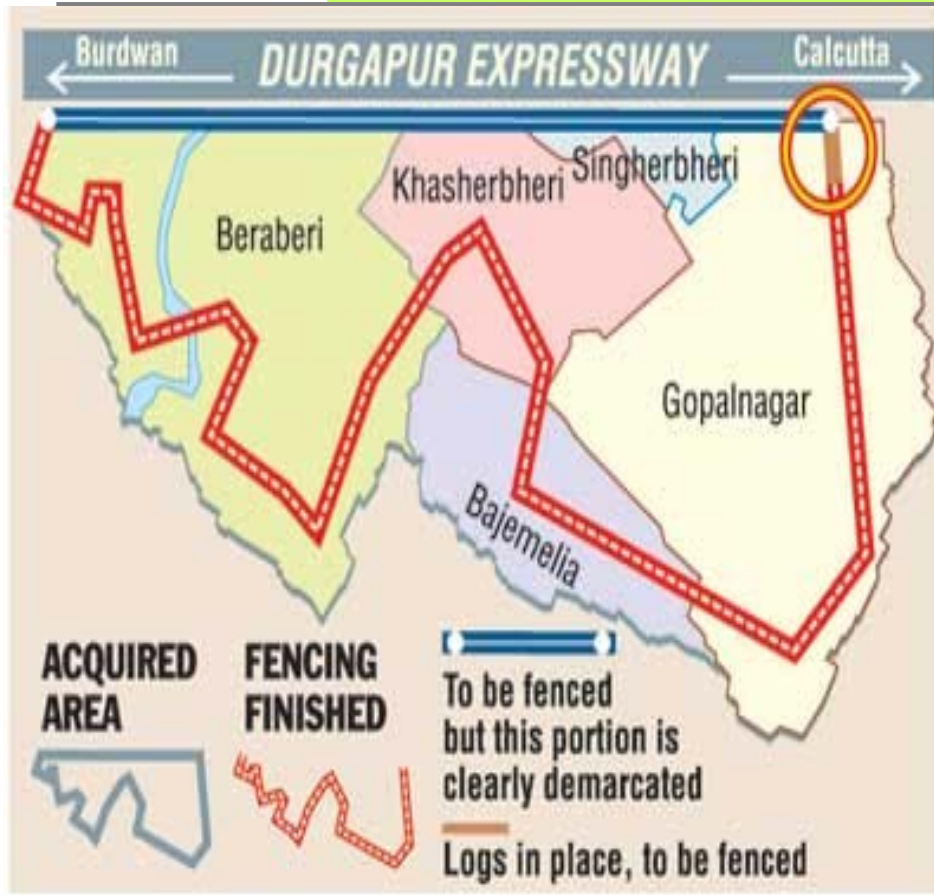 Burdwan
DURGAPUR EXPRESSWAY
Calcutta
Singherbheri
Khasherbheri
Beraberi
Gopalnagar
Bajemelia
ACQUIRED
AREA
FENCING
FINISHED
To be fenced
but this portion is
clearly demarcated
Logs in place, to be fenced